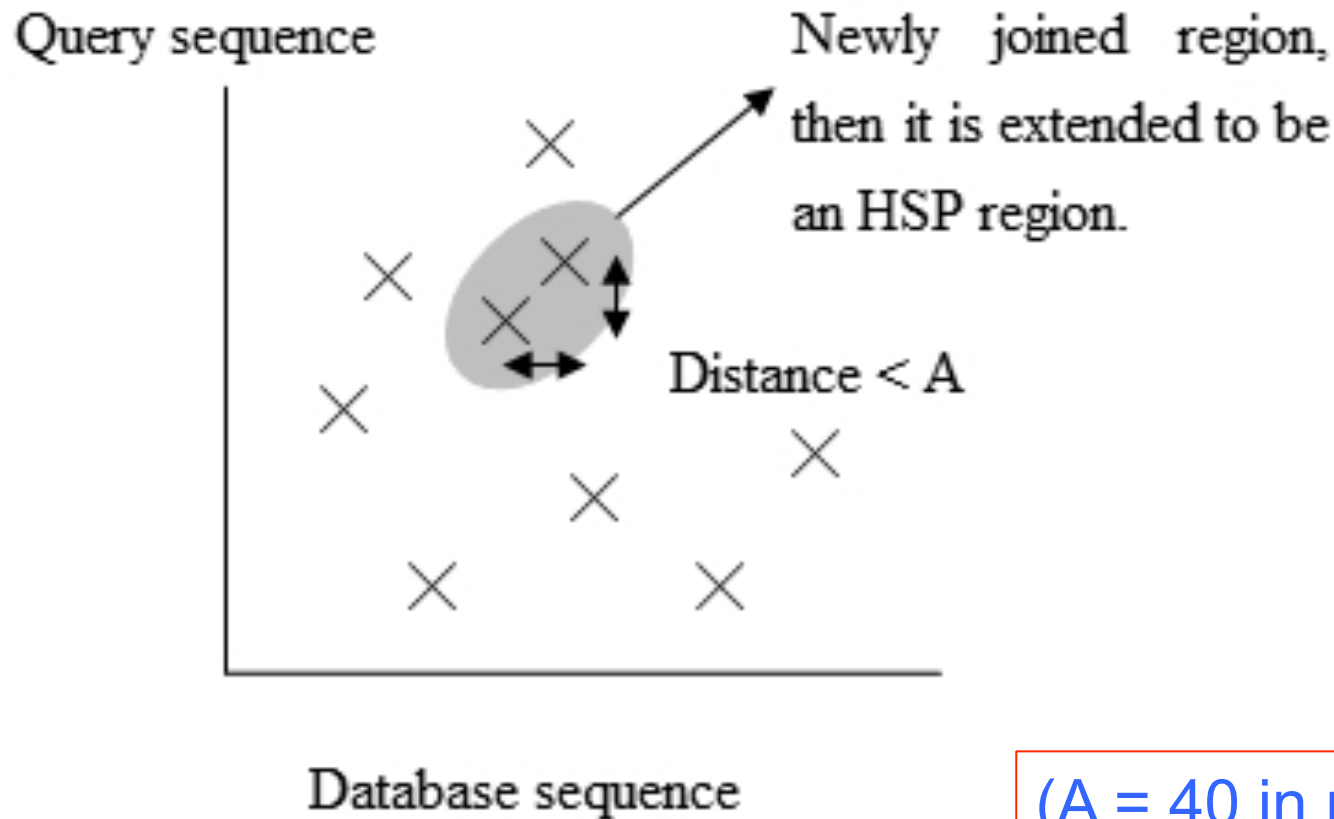 Query sequence
Newly joined region,
then it is extended to be
an HSP region.
Distance < A
Database sequence
(A = 40 in